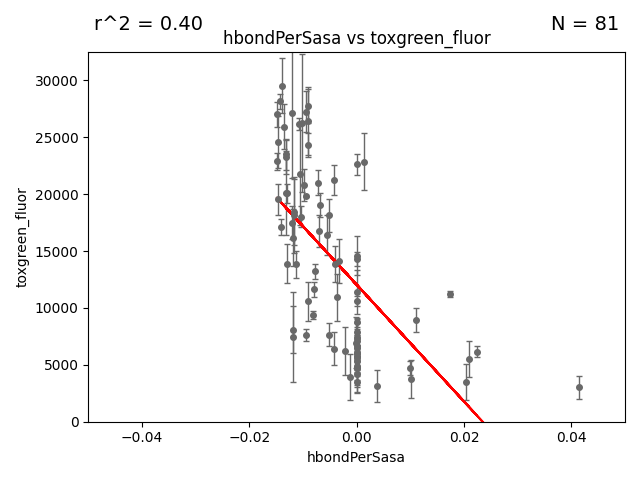 r^2 = 0.40
N = 81
hbondPerSasa vs toxgreen_fluor
toxgreen_fluor
30000
25000
20000
15000
10000
5000
0
−0.04
−0.02
0.00
0.02
0.04
hbondPerSasa